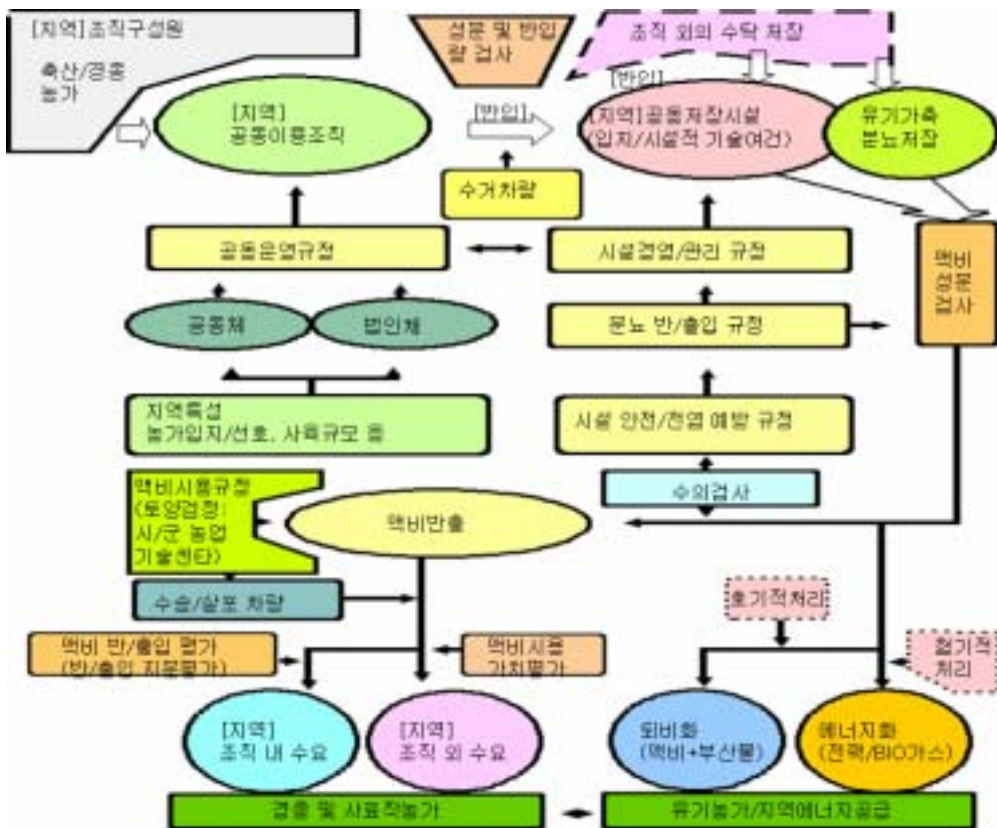 [지역]조직구성원
축산/경종
농가
성분 및 반입
량 검사
조직 외의 수탁 저장
[지역]
공동이용조직
[반입]
[반입]
[지역]공동저장시설
(입지/시설적 기술여건)
유기가축
분뇨저장
수거차량
공동운영규정
시설경영/관리 규정
액비
성분
검사
공동체
법인체
분뇨 반/출입 규정
지역특성
농가입지/선호, 사육규모 등
시설 안전/전염 예방 규정
액비시용규정
(토양검정:
시/군 농업
기술센타)
액비반출
수의검사
수송/살포 차량
호기적처리
액비 반/출입 평가
(반/출입 지분평가)
액비시용
가치평가
혐기적
처리
[지역]
조직 내 수요
[지역]
조직 외 수요
퇴비화
(액비+부산물)
에너지화
(전력/BIO가스)
경종 및 사료작농가
유기농가/지역에너지공급